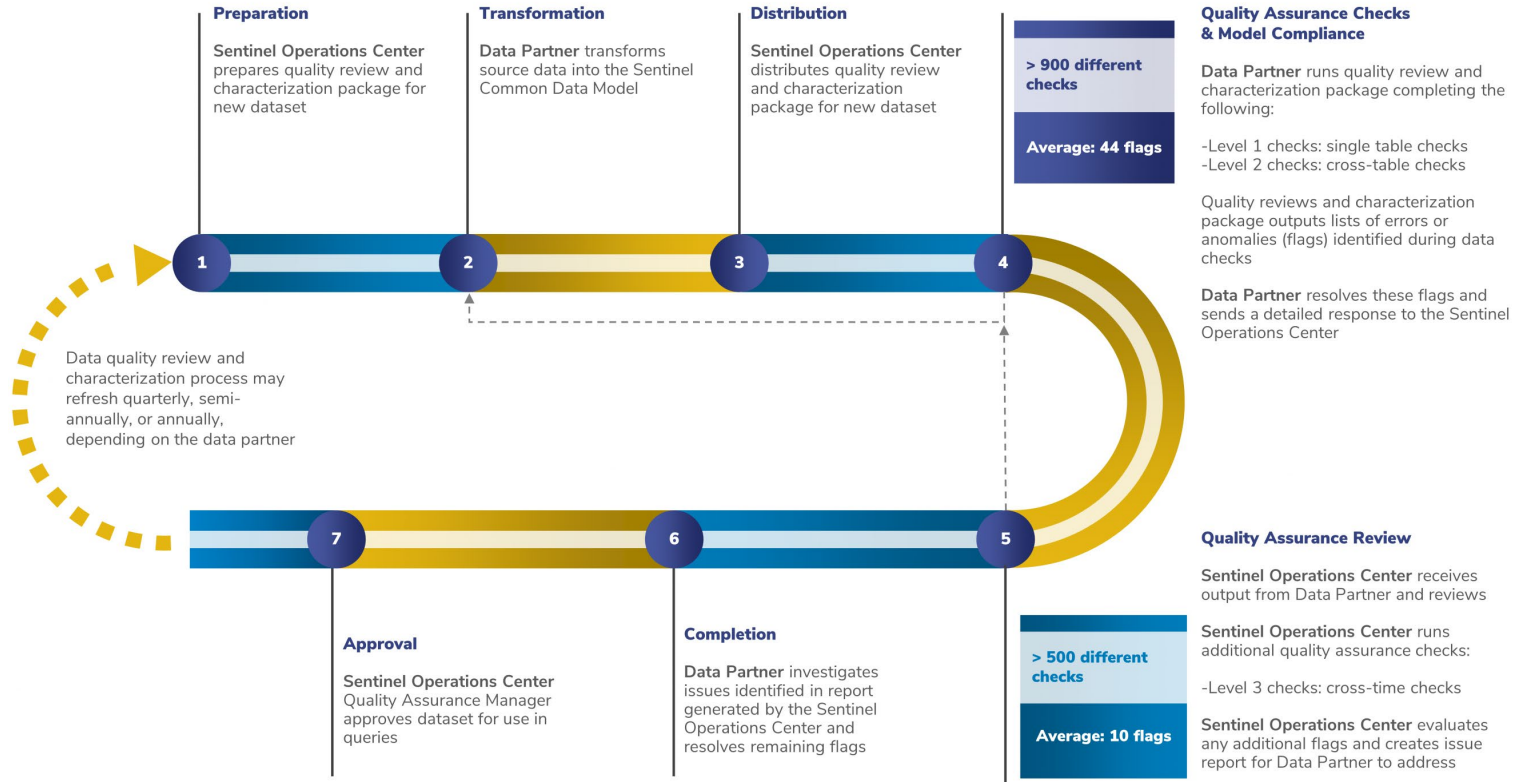 Preparation
Sentinel Operations Center
prepares quality review and
characterization package for
new dataset
Transformation
Data Partner transforms
source data into the Sentinel
Common Data Model
Distribution
Sentinel Operations Center
distributes quality review
and characterization
package for new dataset
> 900 different
checks
Average: 44 flags
Quality Assurance Checks
& Model Compliance
Data Partner runs quality review and
characterization package completing the
following:
-Level 1 checks: single table checks
-Level 2 checks: cross-table checks
Quality reviews and characterization
package outputs lists of errors or
anomalies (flags) identified during data
checks
Data Partner resolves these flags and
sends a detailed response to the Sentinel
Operations Center
1
2
3
4
Data quality review and
characterization process may
refresh quarterly, semi-
annually, or annually,
depending on the data partner
7
6
5
Approval
Sentinel Operations Center
Quality Assurance Manager
approves dataset for use in
queries
Completion
Data Partner investigates
issues identified in report
generated by the Sentinel
Operations Center and
resolves remaining flags
> 500 different
checks
Average: 10 flags
Quality Assurance Review
Sentinel Operations Center receives
output from Data Partner and reviews
Sentinel Operations Center runs
additional quality assurance checks:
-Level 3 checks: cross-time checks
Sentinel Operations Center evaluates
any additional flags and creates issue
report for Data Partner to address